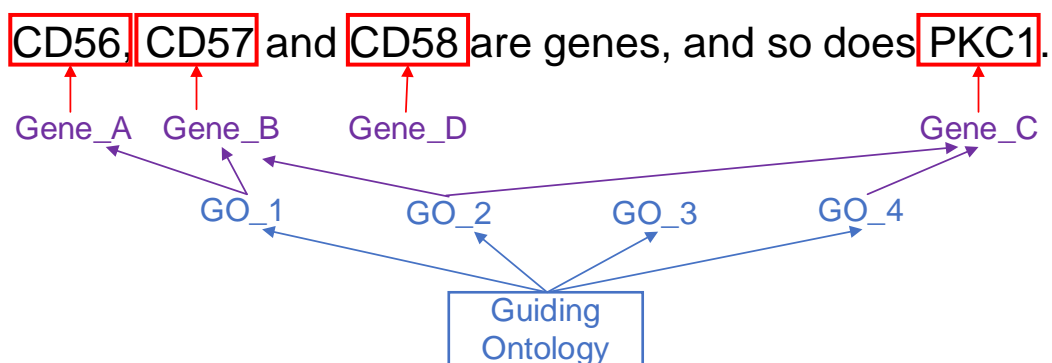 CD56, CD57 and CD58 are genes, and so does PKC1.
Gene_A Gene_B Gene_D Gene_C
GO_1 GO_2 GO_3 GO_4
Guiding
Ontology